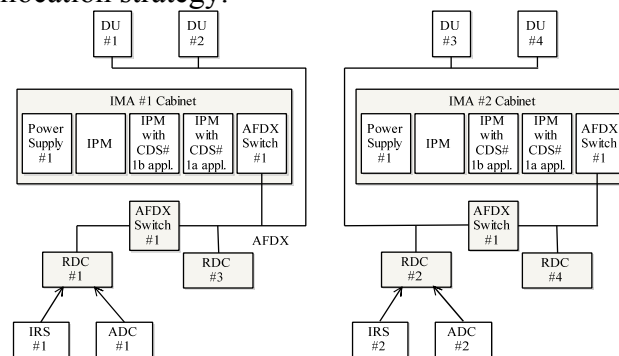 strategy.
DU
#1
DU
#2
DU
#3
DU
#4
IMA #1 Cabinet
Power
Supply
#1
IPM
IPM
with
CDS#
1b appl.
IPM
with
CDS#
1a appl.
AFDX
Switch
#1
IMA #2 Cabinet
Power
Supply
#1
IPM
IPM
with
CDS#
1b appl.
IPM
with
CDS#
1a appl.
AFDX
Switch
#1
AFDX
Switch
#1
AFDX
RDC
#1
RDC
#3
IRS
#1
ADC
#1
AFDX
Switch
#1
RDC
#2
RDC
#4
IRS
#2
ADC
#2